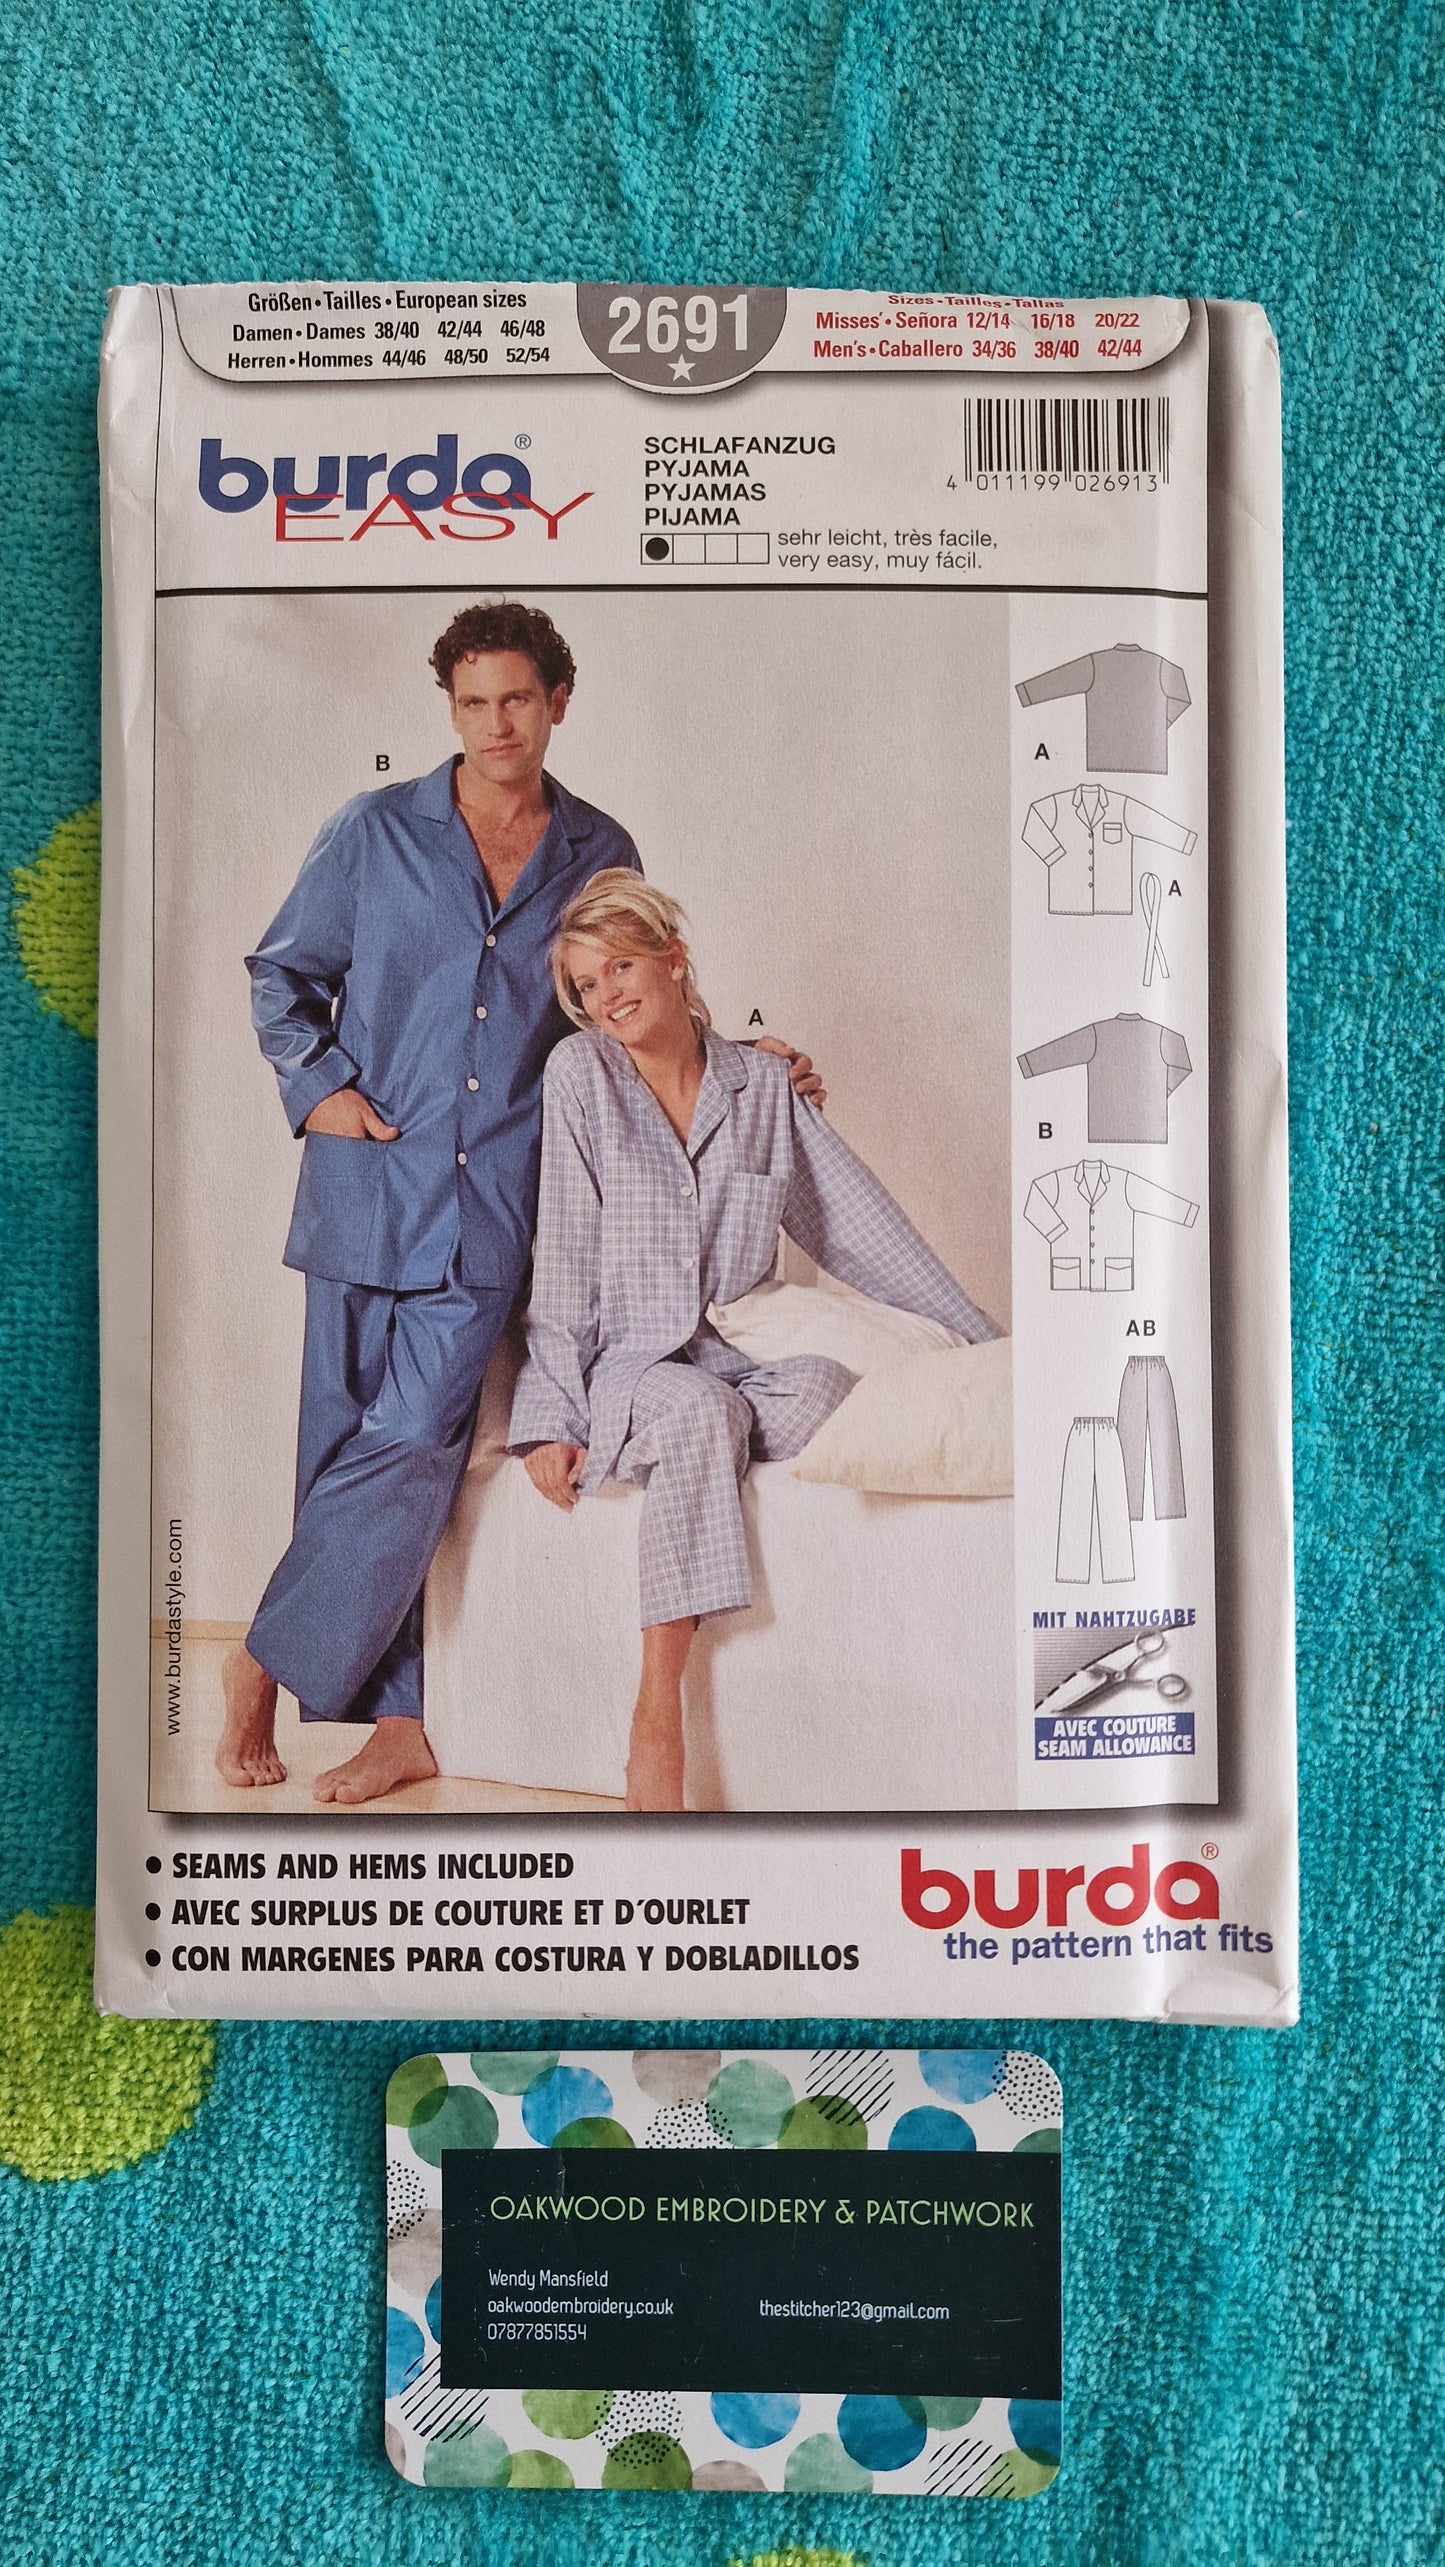 Größen • Tailles • European sizes
Damen • Dames 38/40 42/44 46/48
Herren • Hommes 44/46 48/50 52/54
2691
Sizes - Tailles - Tallas
Misses' • Señora 12/14 16/18 20/22
Men's • Caballero 34/36 38/40 42/44
burda®
EASY
SCHLAFANZUG
PYJAMA
PYJAMAS
PIJAMA
sehr leicht, très facile,
very easy, muy fácil.
4 011199 026913
B
A
A
A
B
AB
www.burdastyle.com
MIT NAHTZUGABE
AVEC COUTURE
SEAM ALLOWANCE
• SEAMS AND HEMS INCLUDED
• AVEC SURPLUS DE COUTURE ET D'OURLET
• CON MARGENES PARA COSTURA Y DOBLADILLOS
burda®
the pattern that fits
OAKWOOD EMBROIDERY & PATCHWORK
Wendy Mansfield
oakwoodembroidery.co.uk
thestitcher123@gmail.com
07877851554